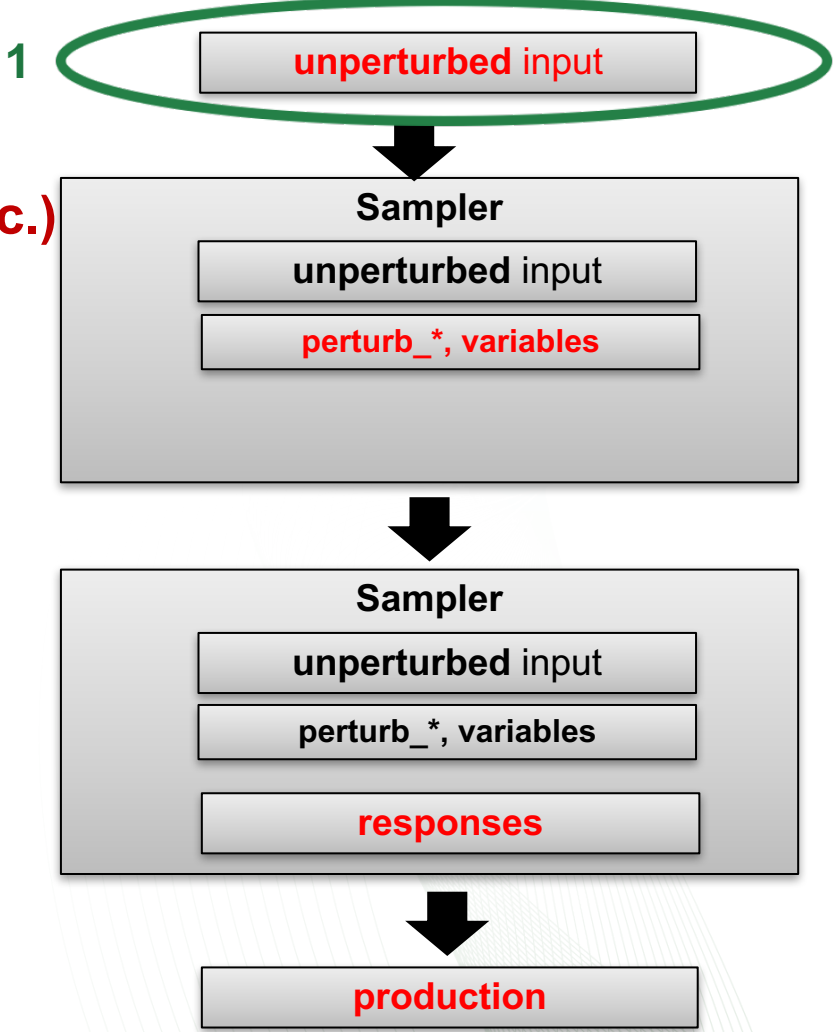 1
unperturbed input
c.)
Sampler
unperturbed input
perturb_*, variables
Sampler
unperturbed input
perturb_*, variables
responses
production